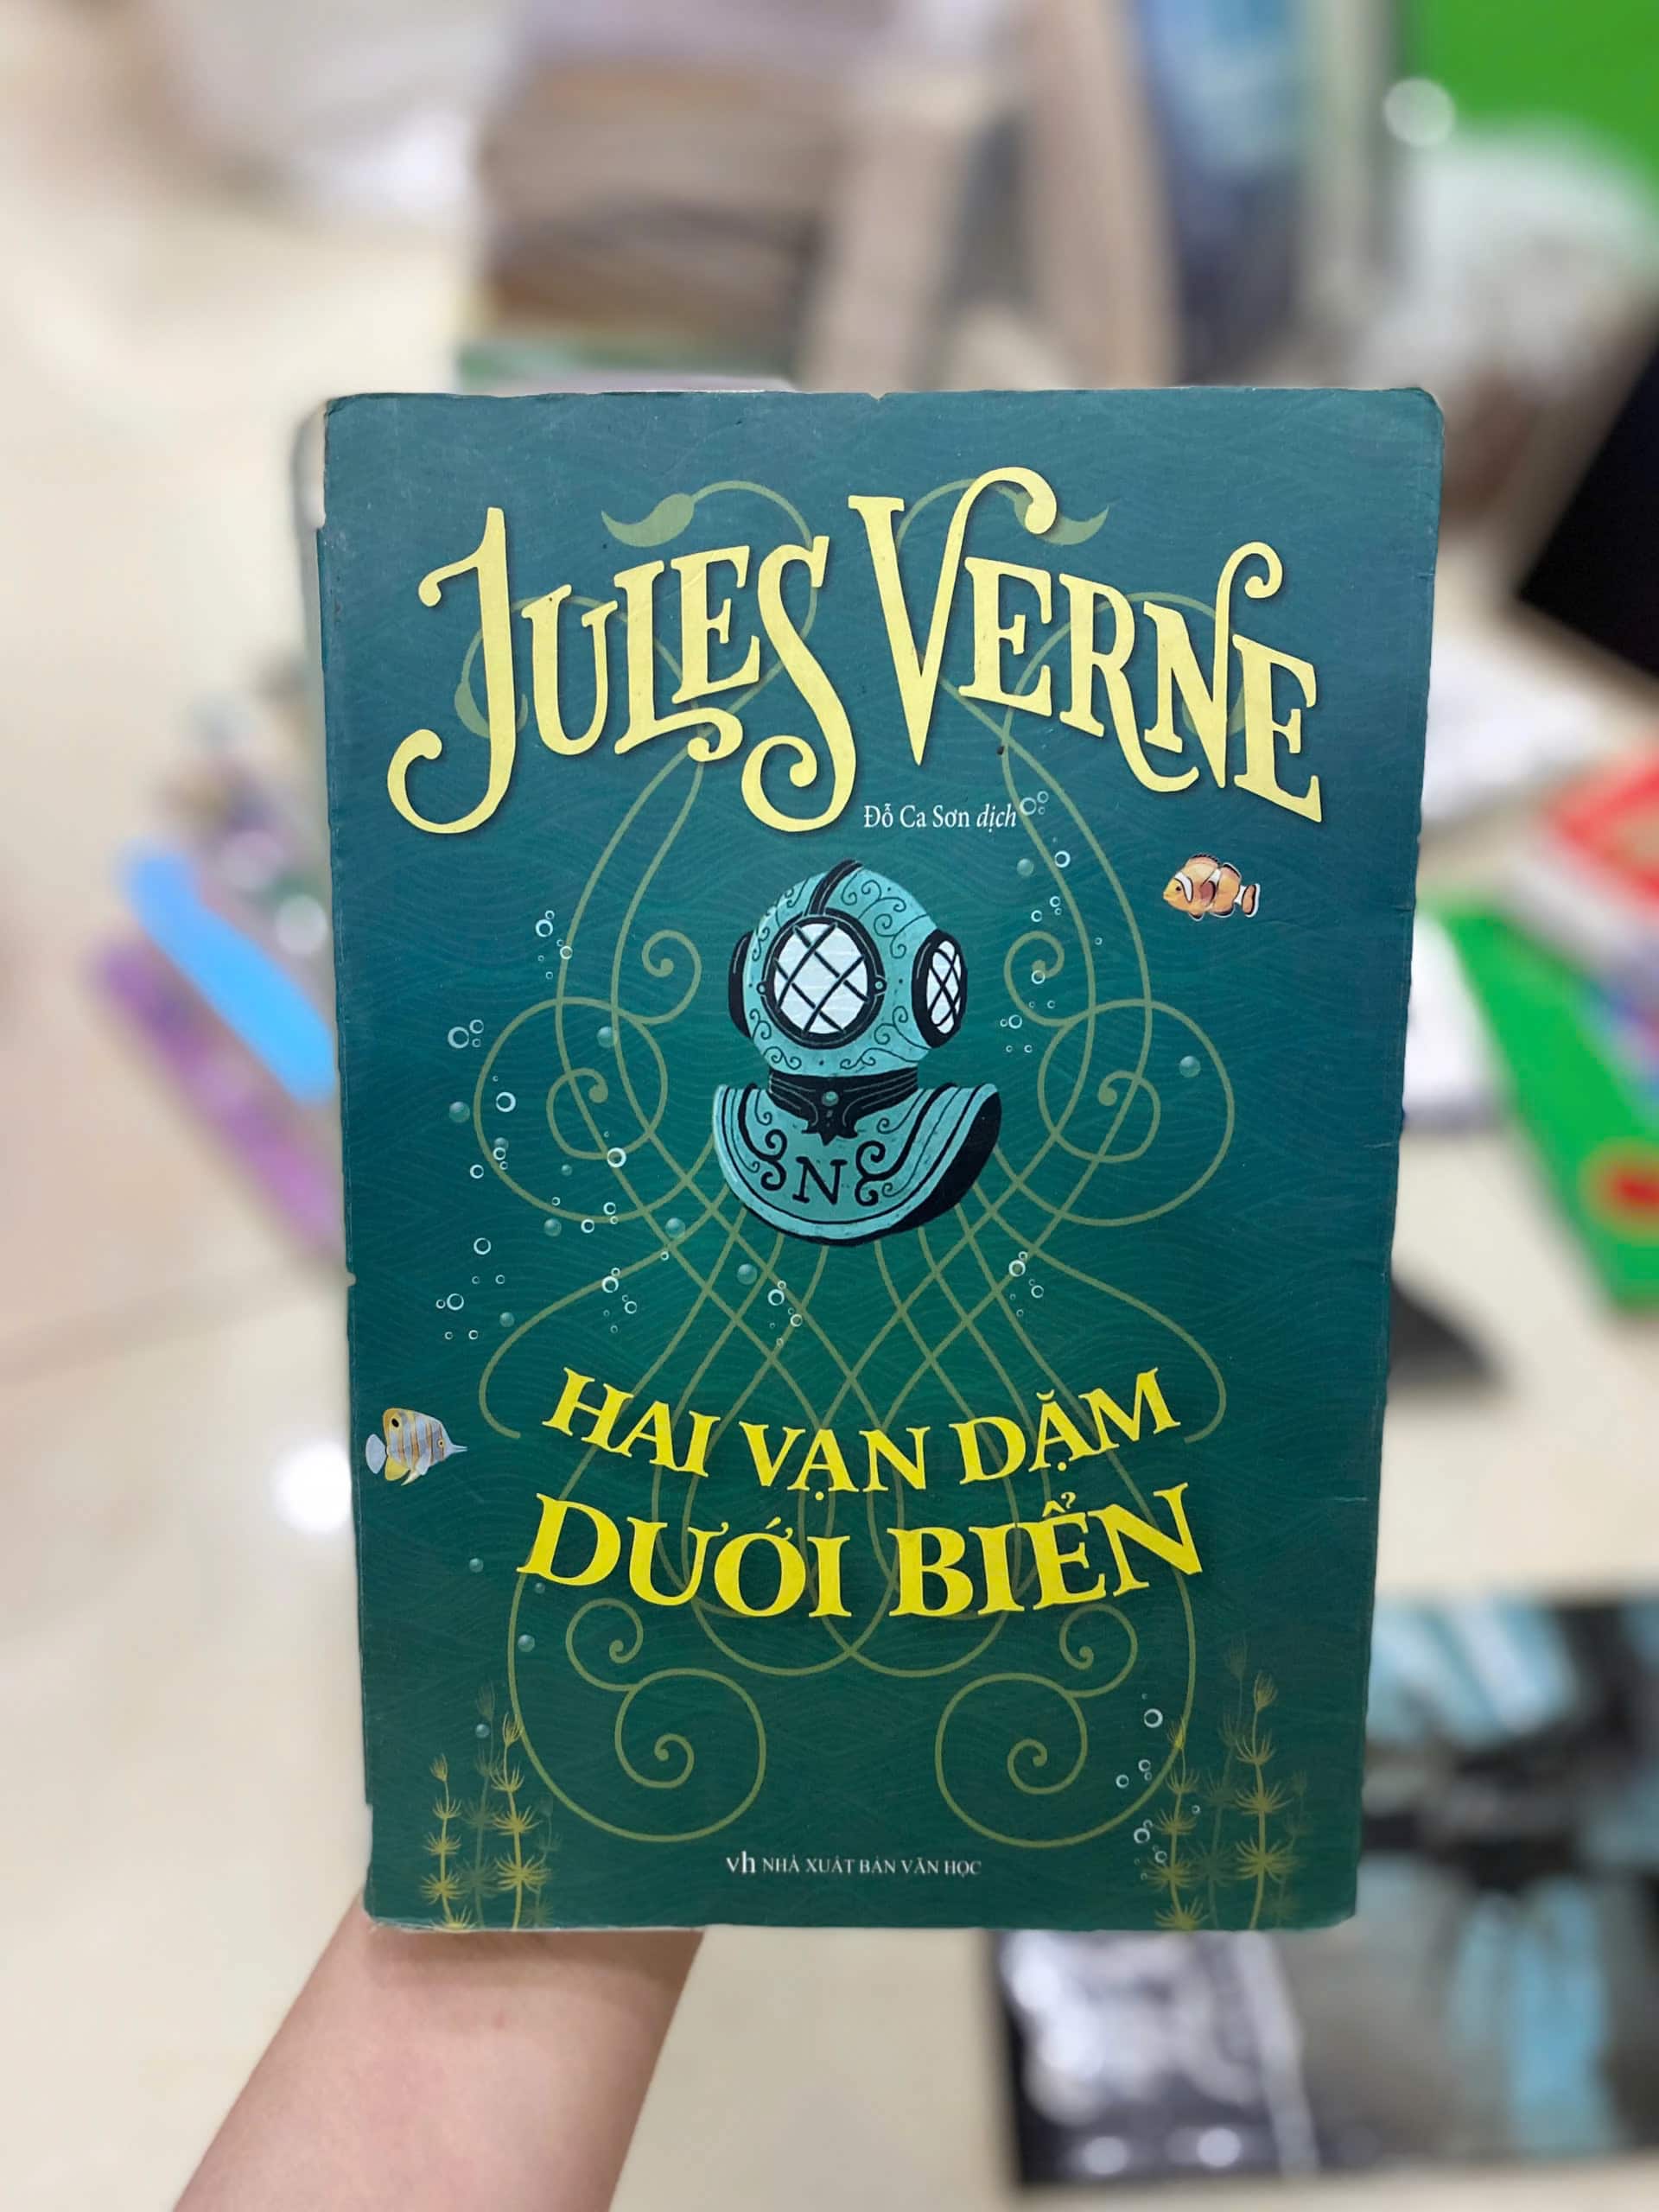 JULES VERNE
Đỗ Ca Sơn dịch
N
HAI VẠN DẶM
DƯỚI BIỂN
vh NHÀ XUẤT BẢN VĂN HỌC